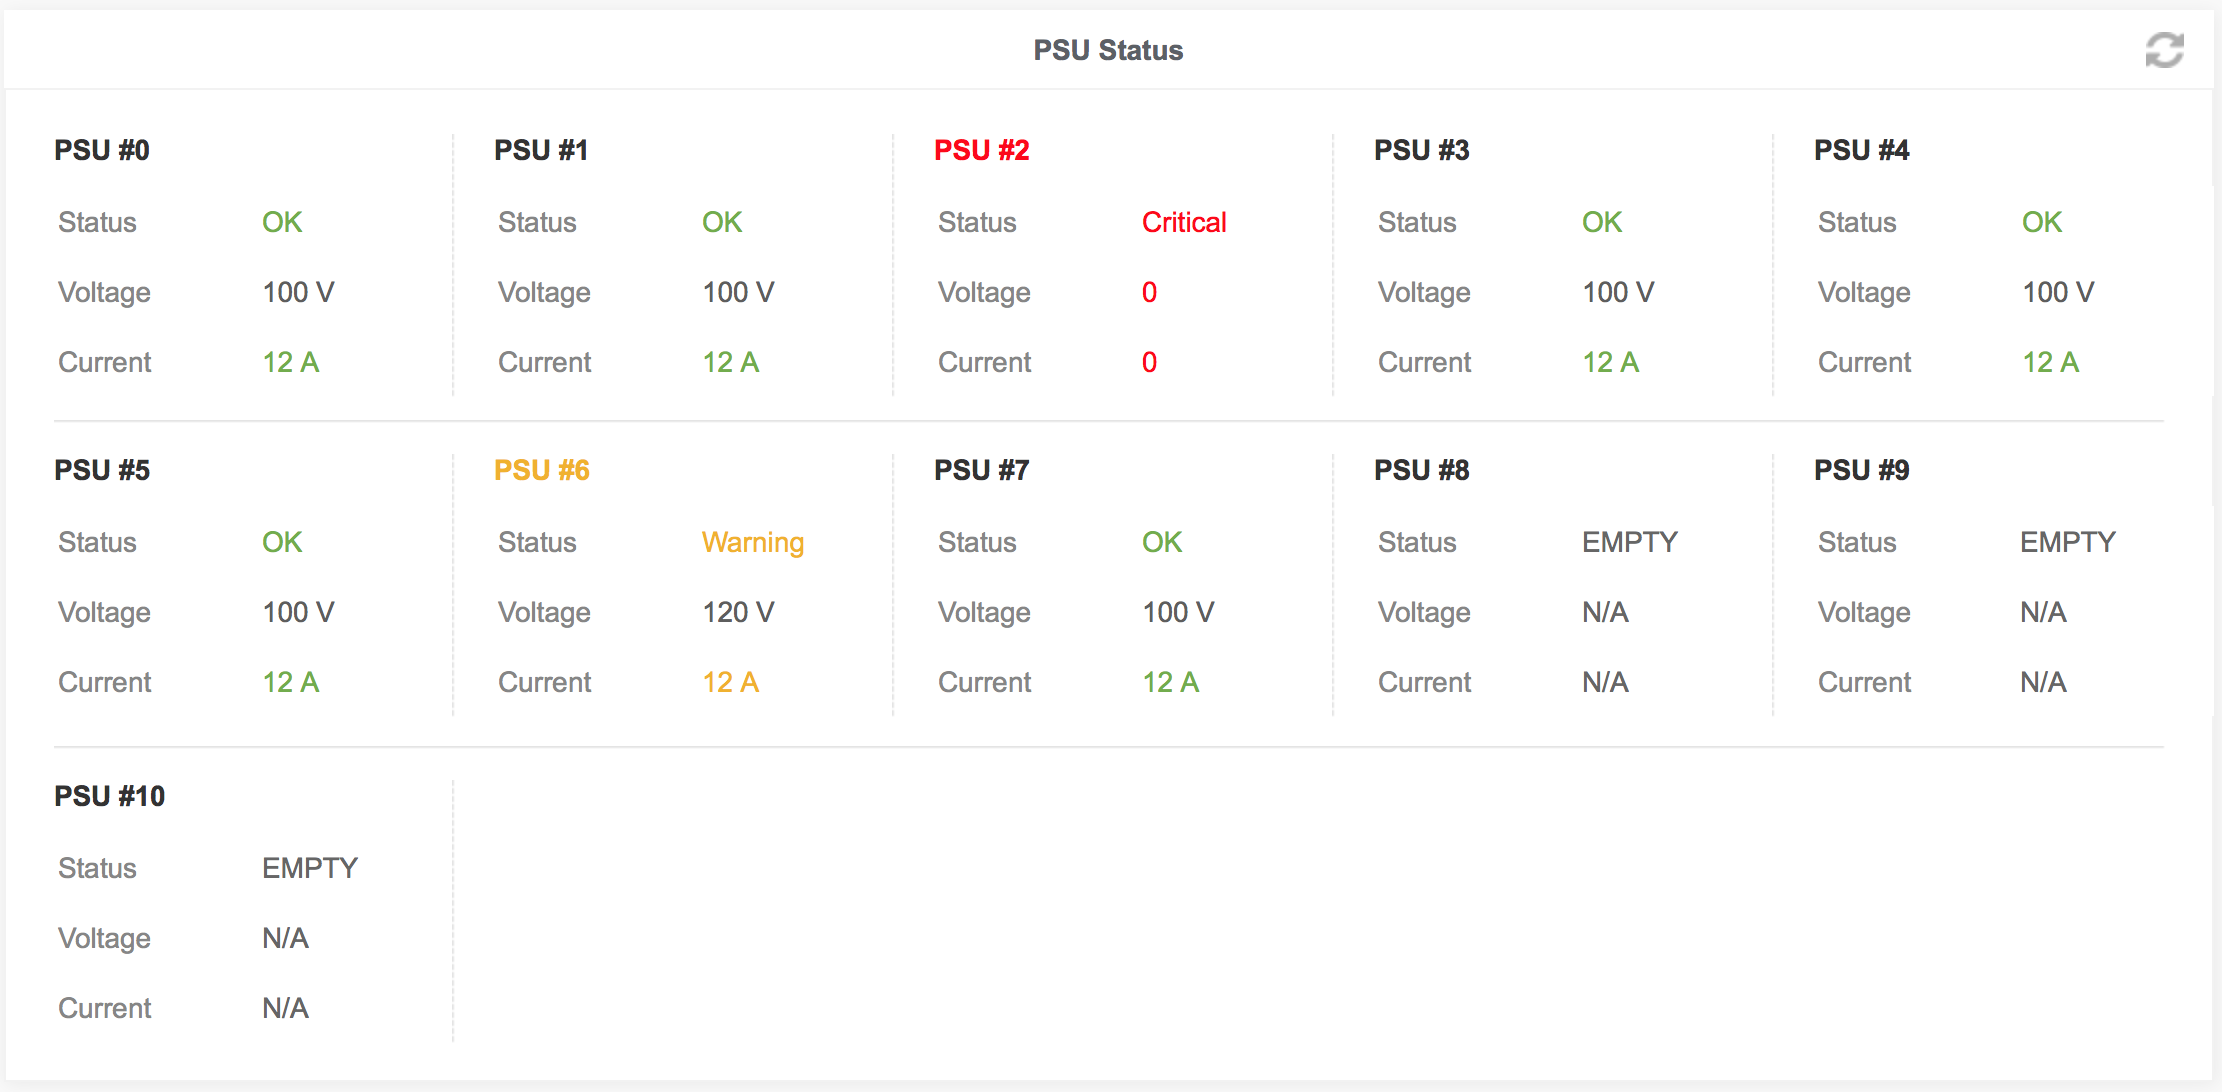 PSU Status
PSU #0 PSU #1 PSU #2 PSU #3 PSU #4
Status OK Status OK Status Critical Status OK Status OK
Voltage 100 V Voltage 100 V Voltage 0 Voltage 100 V Voltage 100 V
Current 12 A Current 12 A Current 0 Current 12 A Current 12 A
PSU #5 PSU #6 PSU #7 PSU #8 PSU #9
Status OK Status Warning Status OK Status EMPTY Status EMPTY
Voltage 100 V Voltage 120 V Voltage 100 V Voltage N/A Voltage N/A
Current 12 A Current 12 A Current 12 A Current N/A Current N/A
PSU #10
Status EMPTY
Voltage N/A
Current N/A